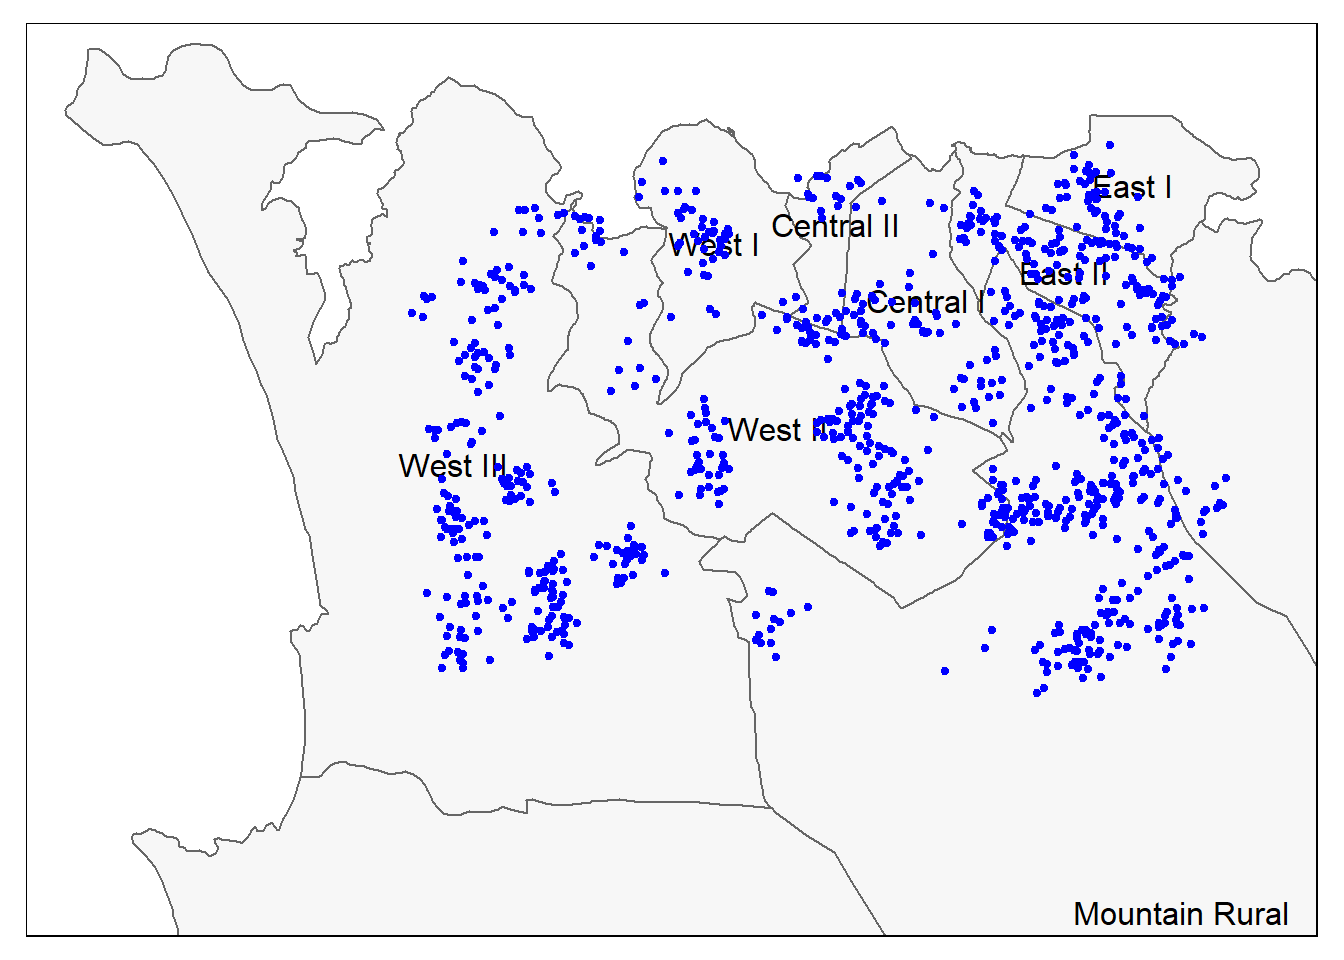 East I
Central II
West I
East II
Central I
West II
West III
Mountain Rural